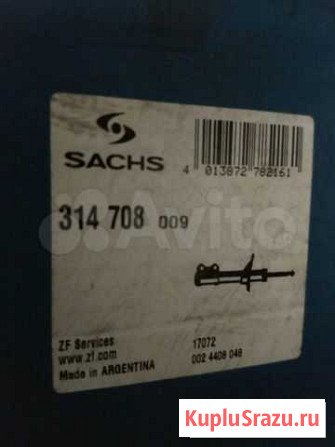 SACHS
4 013872 782161
314 708 009
Avito
ZF Services
www.zf.com
Made in ARGENTINA
17072
002 4408 048
KupluSrazu.ru